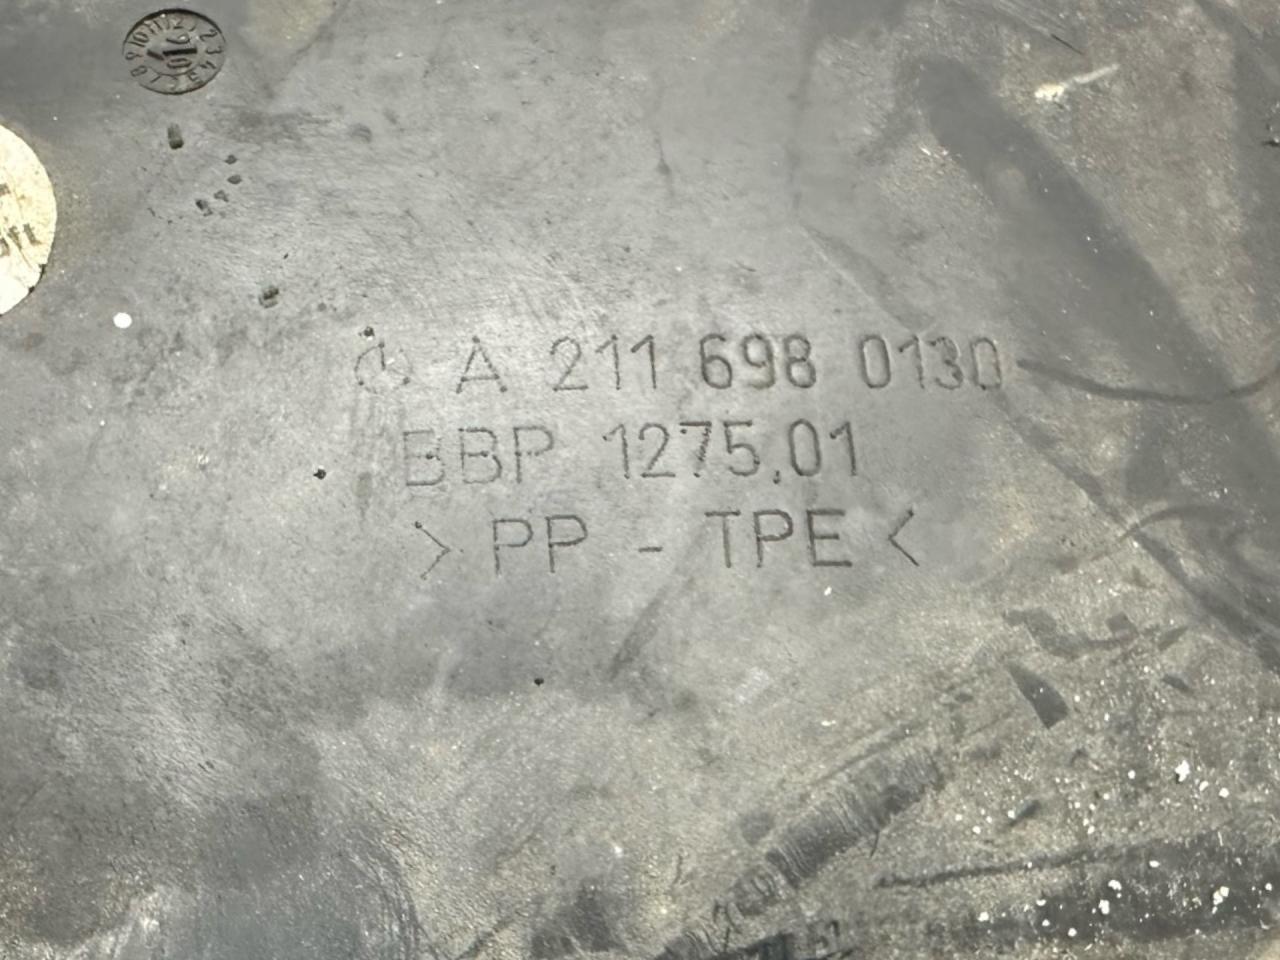 A 211 698 0130
BBP 1275.01
>PP - TPE<